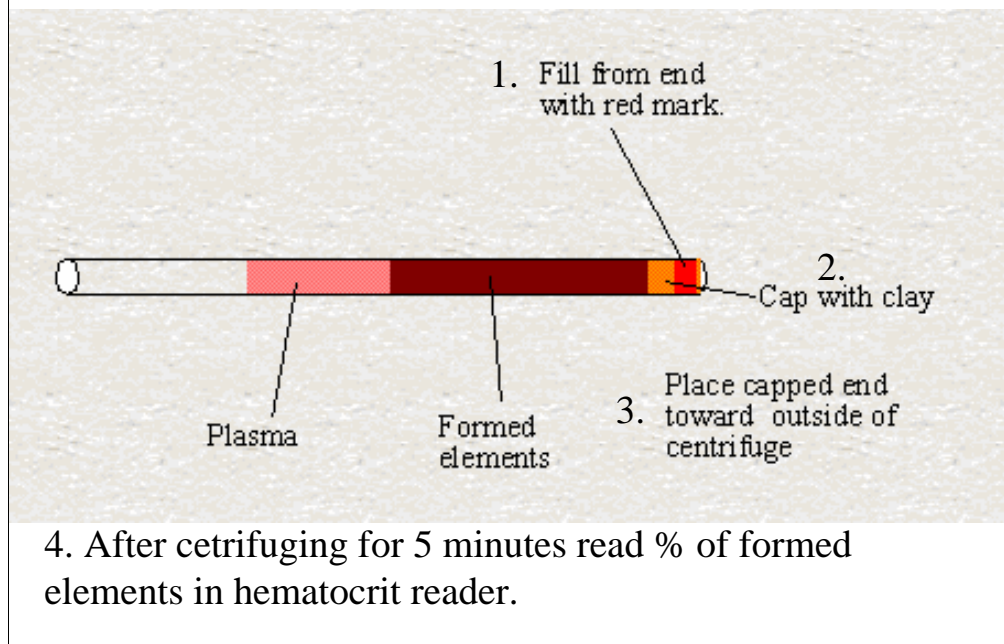 1. Fill from end
with red mark.
2.
Cap with clay
Place capped end
3. toward outside of
centrifuge
Plasma
Formed
elements
4. After cetrifuging for 5 minutes read % of formed
elements in hematocrit reader.